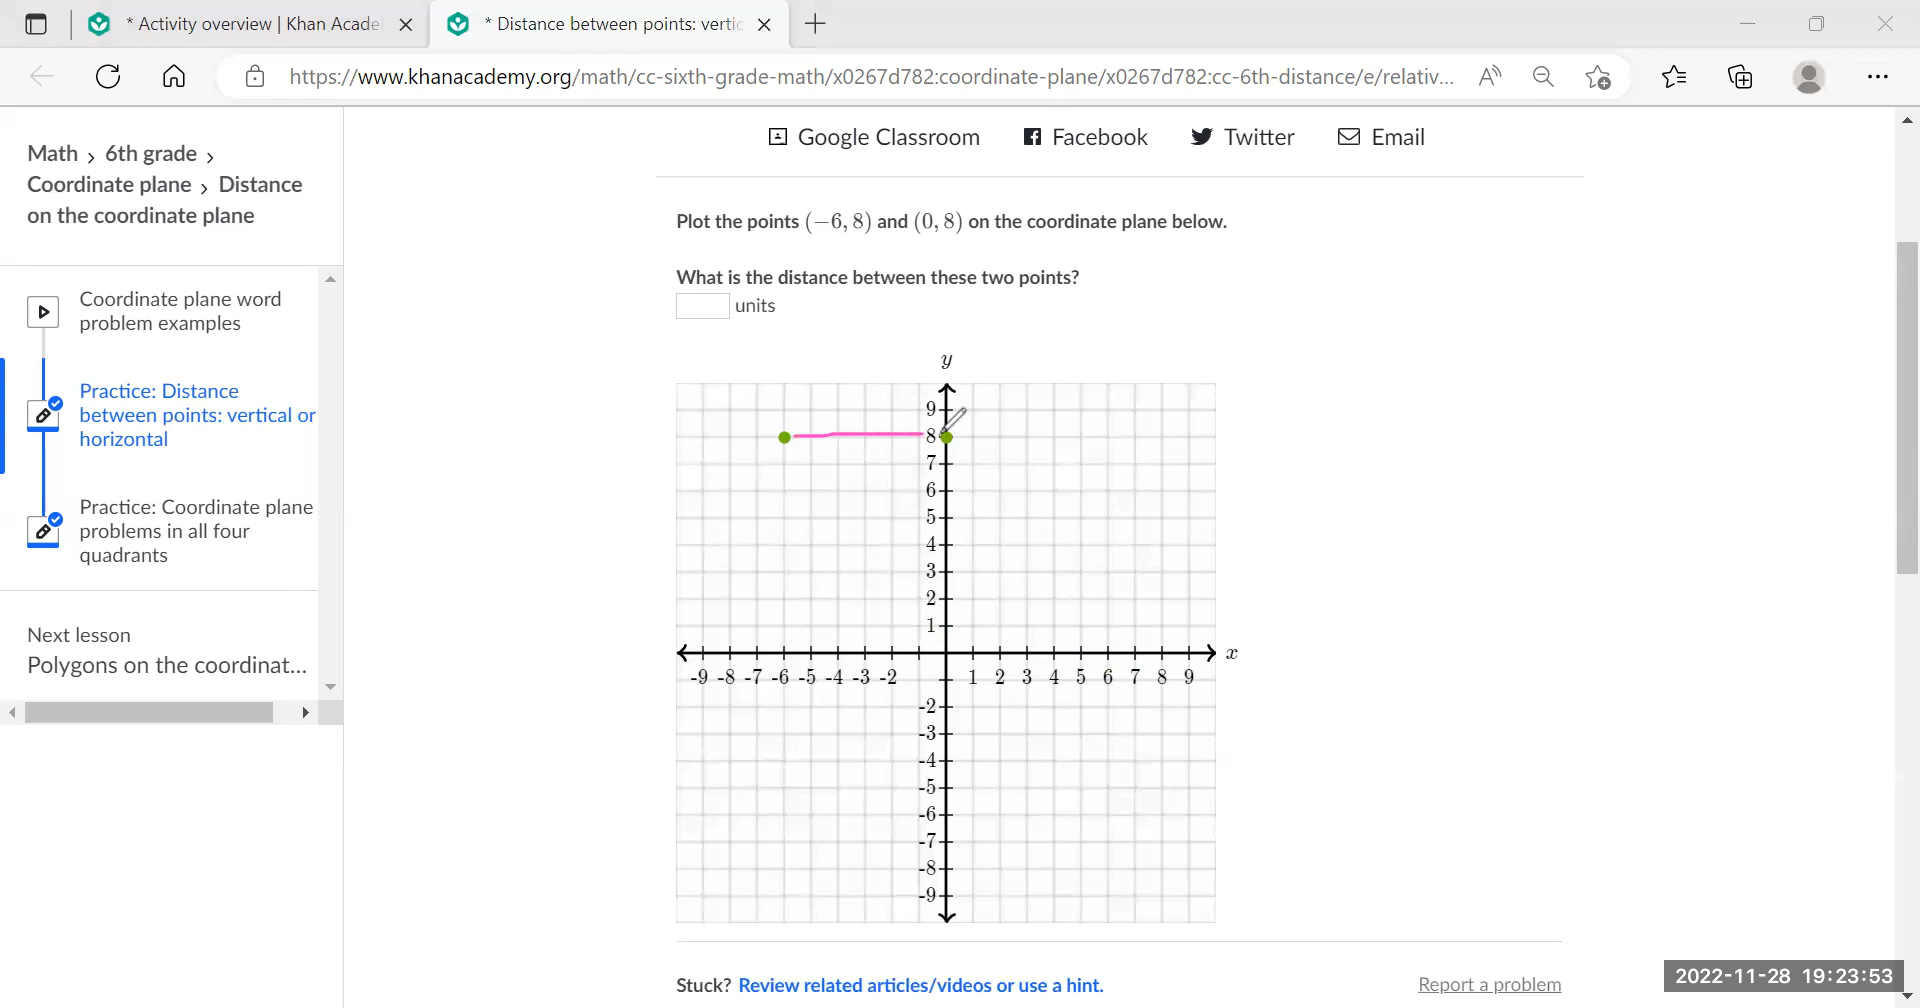 * Activity overview | Khan Acade
* Distance between points: vertic
https://www.khanacademy.org/math/cc-sixth-grade-math/x0267d782:coordinate-plane/x0267d782:cc-6th-distance/e/relativ...
Math › 6th grade ›
Coordinate plane › Distance
on the coordinate plane
Coordinate plane word
problem examples
Practice: Distance
between points: vertical or
horizontal
Practice: Coordinate plane
problems in all four
quadrants
Next lesson
Polygons on the coordinat...
Google Classroom Facebook Twitter Email
Plot the points (−6, 8) and (0, 8) on the coordinate plane below.
What is the distance between these two points?
units
y
9
8
7
6
5
4
3
2
1
x
-9 -8 -7 -6 -5 -4 -3 -2 1 2 3 4 5 6 7 8 9
-2
-3
-4
-5
-6
-7
-8
-9
Stuck? Review related articles/videos or use a hint.
Report a problem
2022-11-28 19:23:53